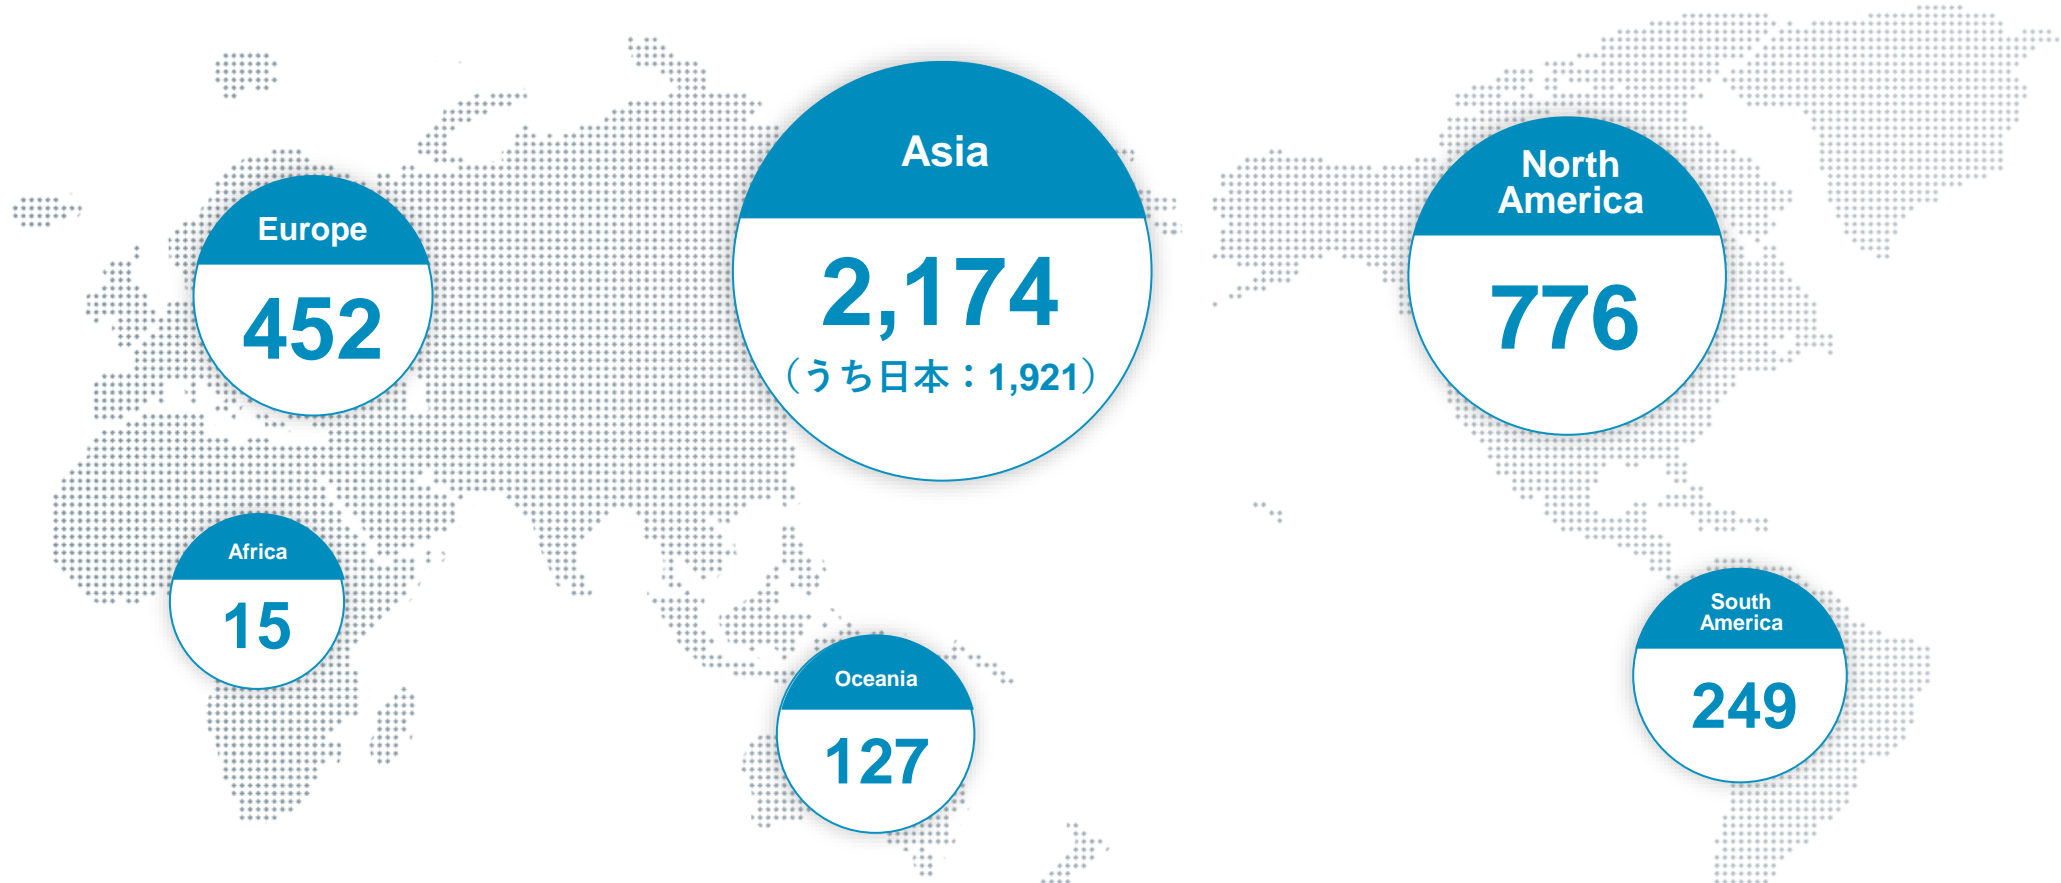 Asia
2,174
（うち日本：1,921）
North
America
776
Europe
452
Africa
15
Oceania
127
South
America
249